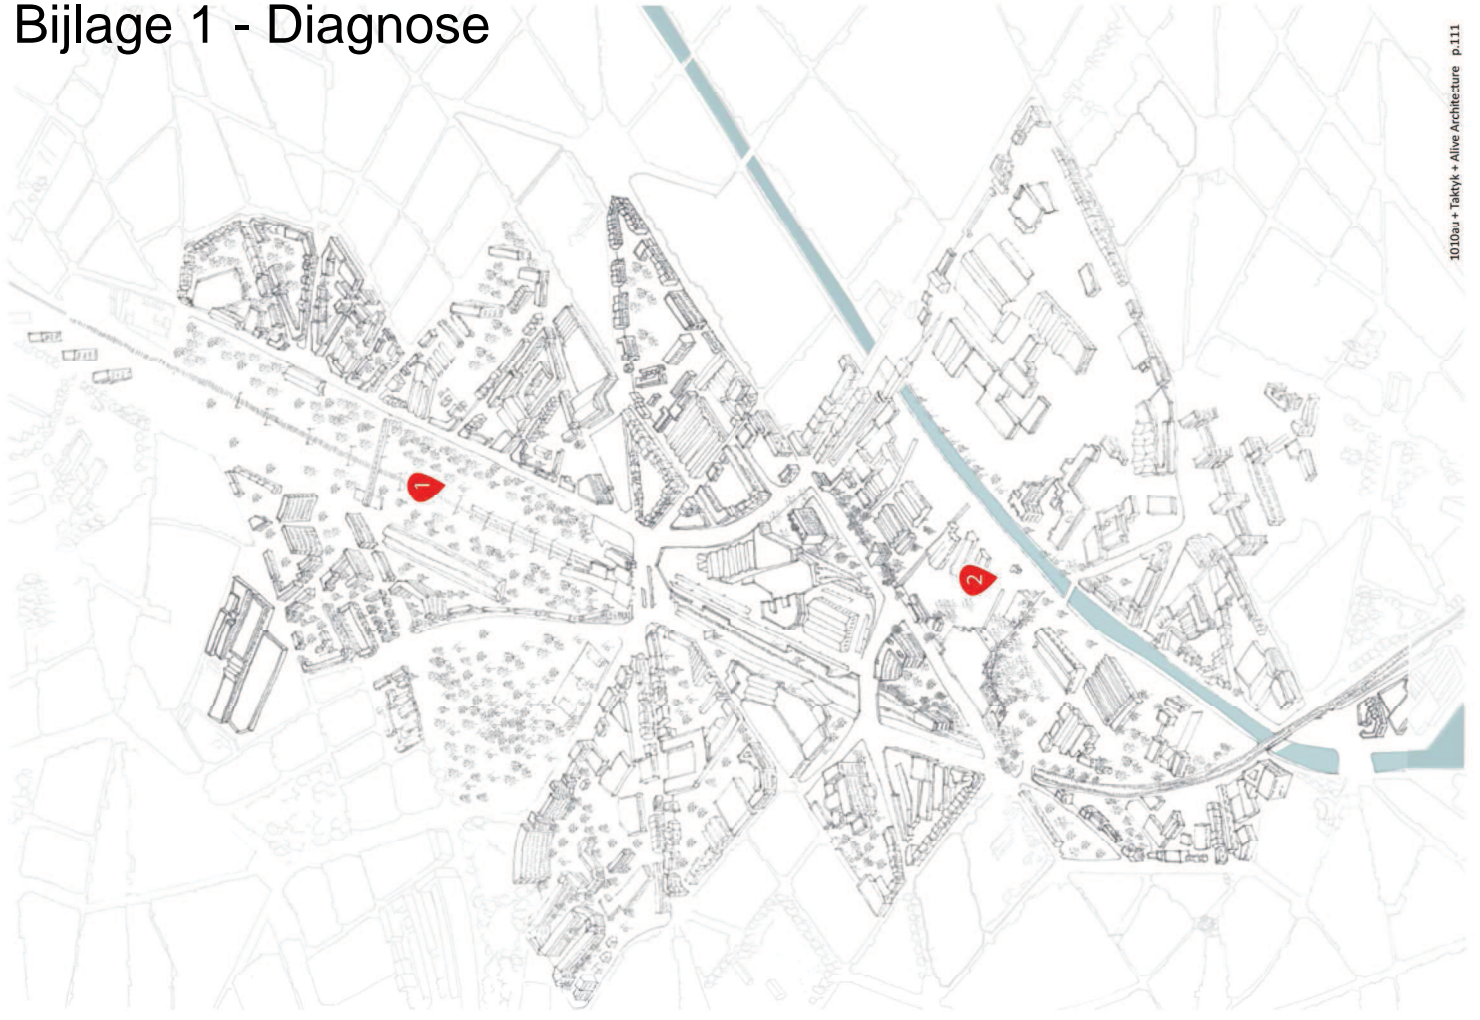 Bijlage 1 - Diagnose
1010au + Taktyk + Alive Architecture p.111
1
2